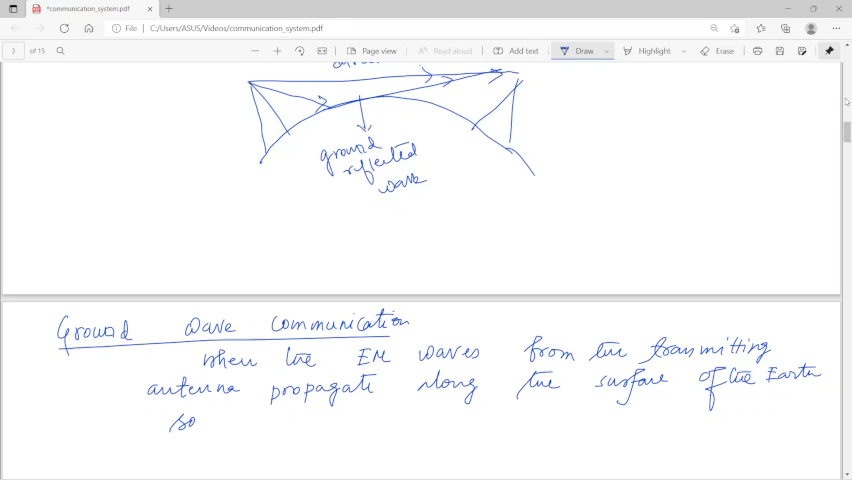 *communication_system.pdf
File | C:/Users/ASUS/Videos/communication_system.pdf
3 of 15
Page view
Read aloud
Add text
Draw
Highlight
Erase
ground
reflected
wave
Ground wave communication
when the EM waves from the transmitting
antenna propagate along the surface of the Earth
so